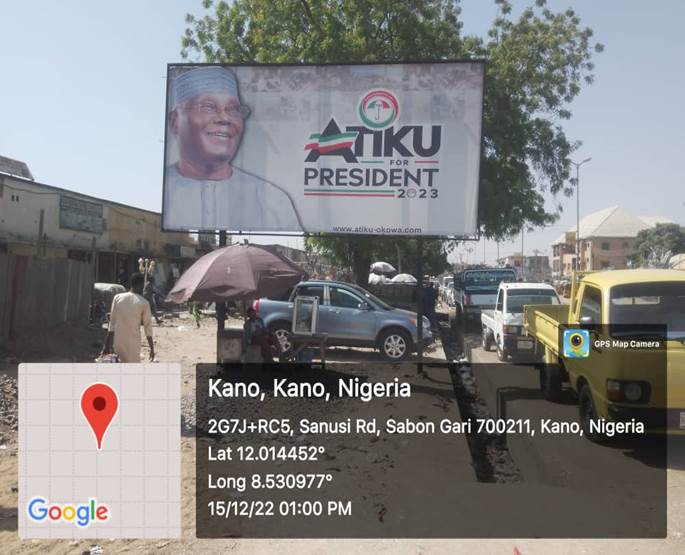 ATIKU
FOR
PRESIDENT
2023
www.atiku-okowa.com
GPS Map Camera
Kano, Kano, Nigeria
2G7J+RC5, Sanusi Rd, Sabon Gari 700211, Kano, Nigeria
Lat 12.014452°
Long 8.530977°
15/12/22 01:00 PM
Google